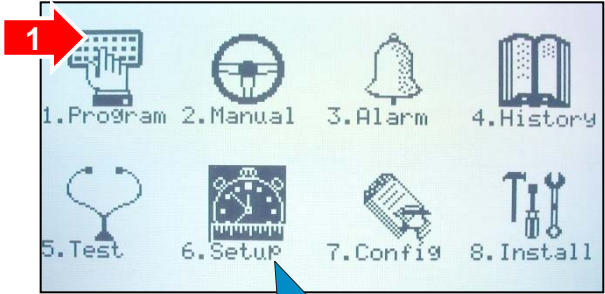 1
1.Program 2.Manual 3.Alarm 4.History
5.Test 6.Setup 7.Config 8.Install